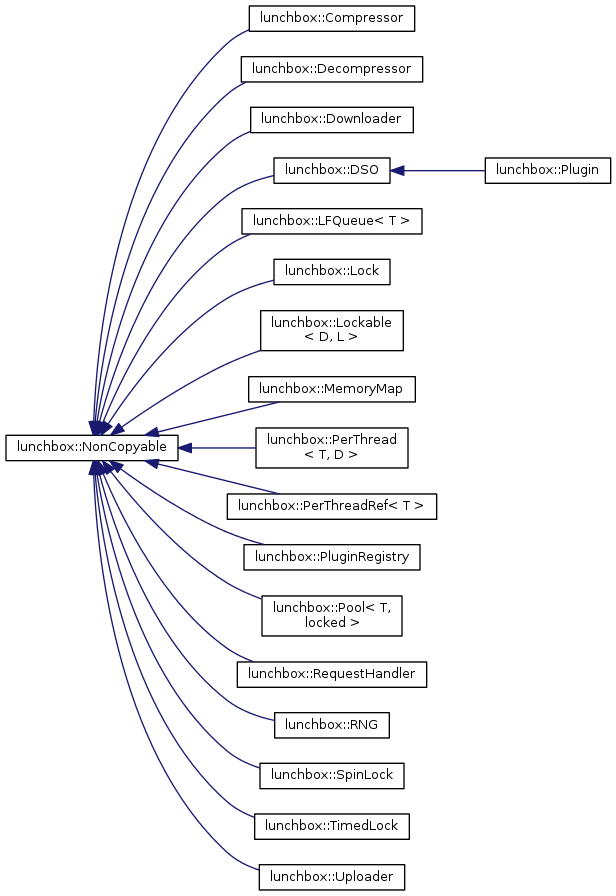 lunchbox::Compressor
lunchbox::Decompressor
lunchbox::Downloader
lunchbox::DSO
lunchbox::Plugin
lunchbox::LFQueue< T >
lunchbox::Lock
lunchbox::Lockable
< D, L >
lunchbox::MemoryMap
lunchbox::NonCopyable
lunchbox::PerThread
< T, D >
lunchbox::PerThreadRef< T >
lunchbox::PluginRegistry
lunchbox::Pool< T,
locked >
lunchbox::RequestHandler
lunchbox::RNG
lunchbox::SpinLock
lunchbox::TimedLock
lunchbox::Uploader